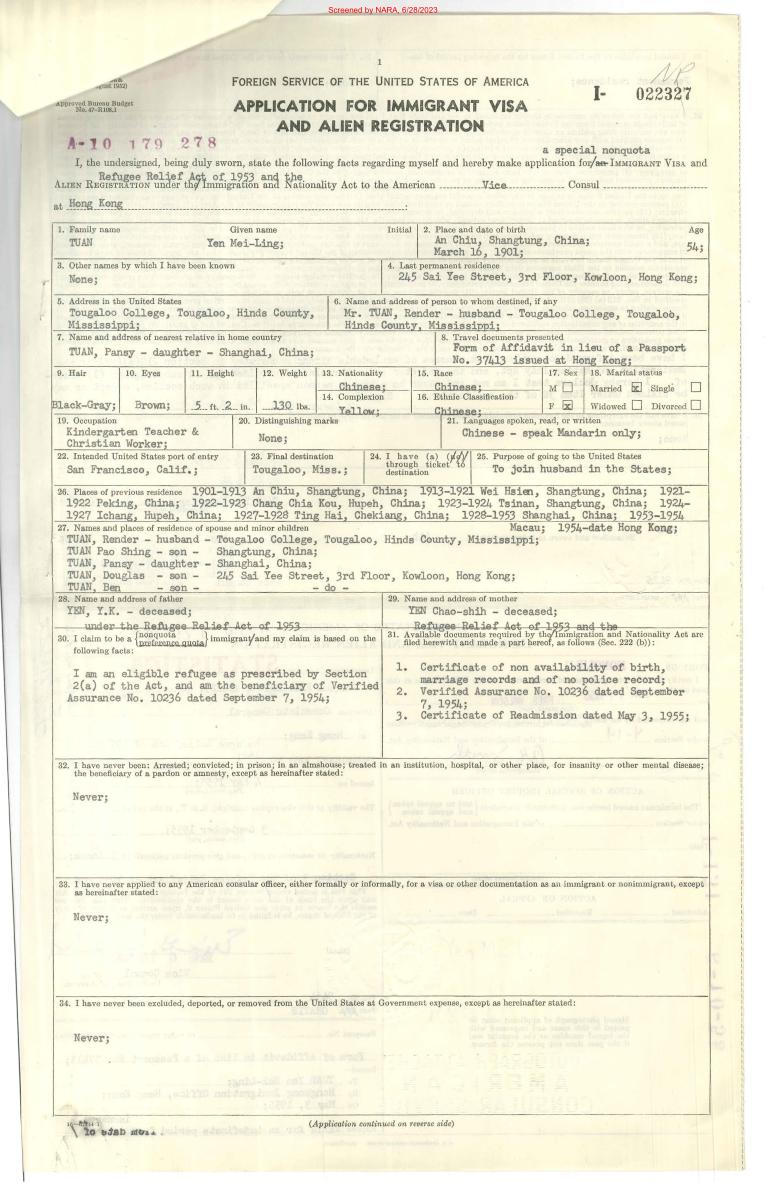 Screened by NARA, 6/28/2023
1
FOREIGN SERVICE OF THE UNITED STATES OF AMERICA
Approved Bureau Budget
No. 47-R108.1
I- 022327
APPLICATION FOR IMMIGRANT VISA
AND ALIEN REGISTRATION
A-10 179 278
a special nonquota
I, the undersigned, being duly sworn, state the following facts regarding myself and hereby make application for/an IMMIGRANT VISA and
Refugee Relief Act of 1953 and the
ALIEN REGISTRATION under the/Immigration and Nationality Act to the American Vice Consul
at Hong Kong :
1. Family name Given name Initial
TUAN Yen Mei-Ling;
2. Place and date of birth Age
An Chiu, Shangtung, China;
March 16, 1901; 54;
3. Other names by which I have been known
None;
4. Last permanent residence
245 Sai Yee Street, 3rd Floor, Kowloon, Hong Kong;
5. Address in the United States
Tougaloo College, Tougaloo, Hinds County,
Mississippi;
6. Name and address of person to whom destined, if any
Mr. TUAN, Render - husband - Tougaloo College, Tougaloo,
Hinds County, Mississippi;
7. Name and address of nearest relative in home country
TUAN, Pansy - daughter - Shanghai, China;
8. Travel documents presented
Form of Affidavit in lieu of a Passport
No. 37413 issued at Hong Kong;
9. Hair
Black-Gray;
10. Eyes
Brown;
11. Height
5 ft. 2 in.
12. Weight
130 lbs.
13. Nationality
Chinese;
14. Complexion
Yellow;
15. Race
Chinese;
16. Ethnic Classification
Chinese;
17. Sex
M
F x
18. Marital status
Married x Single
Widowed Divorced
19. Occupation
Kindergarten Teacher &
Christian Worker;
20. Distinguishing marks
None;
21. Languages spoken, read, or written
Chinese - speak Mandarin only;
22. Intended United States port of entry
San Francisco, Calif.;
23. Final destination
Tougaloo, Miss.;
24. I have (a)
through ticket to
destination
25. Purpose of going to the United States
To join husband in the States;
26. Places of previous residence 1901-1913 An Chiu, Shangtung, China; 1913-1921 Wei Hsien, Shangtung, China; 1921-
1922 Peking, China; 1922-1923 Chang Chia Kou, Hupeh, China; 1923-1924 Tsinan, Shangtung, China; 1924-
1927 Ichang, Hupeh, China; 1927-1928 Ting Hai, Chekiang, China; 1928-1953 Shanghai, China; 1953-1954
27. Names and places of residence of spouse and minor children Macau; 1954-date Hong Kong;
TUAN, Render - husband - Tougaloo College, Tougaloo, Hinds County, Mississippi;
TUAN Pao Shing - son - Shangtung, China;
TUAN, Pansy - daughter - Shanghai, China;
TUAN, Douglas - son - 245 Sai Yee Street, 3rd Floor, Kowloon, Hong Kong;
TUAN, Ben - son - - do -
28. Name and address of father
YEN, Y.K. - deceased;
29. Name and address of mother
YEN Chao-shih - deceased;
under the Refugee Relief Act of 1953
30. I claim to be a {nonquota preference quota} immigrant/and my claim is based on the
following facts:
I am an eligible refugee as prescribed by Section
2(a) of the Act, and am the beneficiary of Verified
Assurance No. 10236 dated September 7, 1954;
Refugee Relief Act of 1953 and the
31. Available documents required by the/Immigration and Nationality Act are
filed herewith and made a part hereof, as follows (Sec. 222 (b)):
1. Certificate of non availability of birth,
marriage records and of no police record;
2. Verified Assurance No. 10236 dated September
7, 1954;
3. Certificate of Readmission dated May 3, 1955;
32. I have never been: Arrested; convicted; in prison; in an almshouse; treated in an institution, hospital, or other place, for insanity or other mental disease;
the beneficiary of a pardon or amnesty, except as hereinafter stated:
Never;
33. I have never applied to any American consular officer, either formally or informally, for a visa or other documentation as an immigrant or nonimmigrant, except
as hereinafter stated:
Never;
34. I have never been excluded, deported, or removed from the United States at Government expense, except as hereinafter stated:
Never;
(Application continued on reverse side)